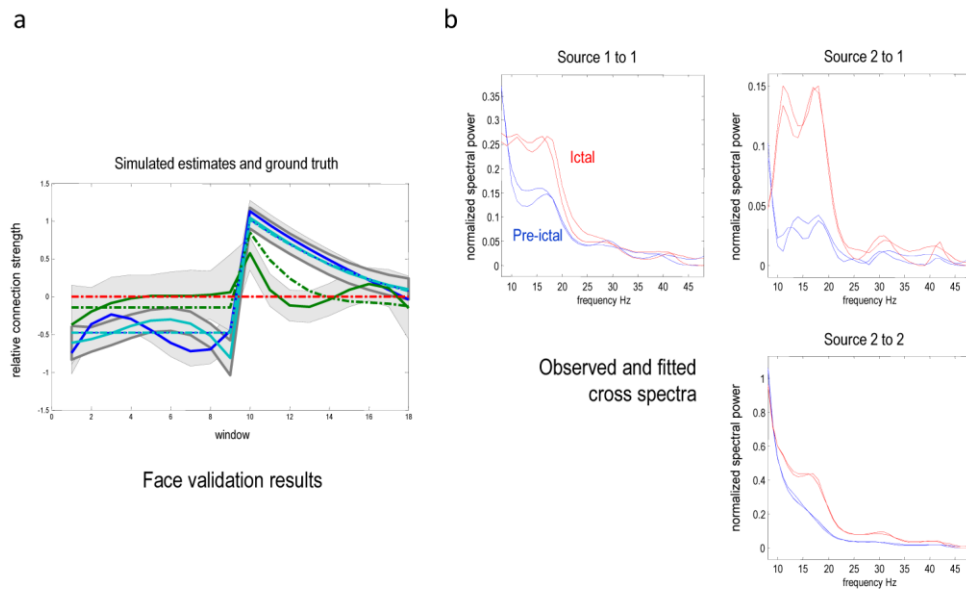 a
Simulated estimates and ground truth
relative connection strength
1.5
1
0.5
0
-0.5
-1
-1.5
0 2 4 6 8 10 12 14 16 18
window
Face validation results
b
Source 1 to 1
normalized spectral power
0.35
0.3
0.25
0.2
0.15
0.1
0.05
0
Ictal
Pre-ictal
10 15 20 25 30 35 40 45
frequency Hz
Source 2 to 1
normalized spectral power
0.15
0.1
0.05
0
10 15 20 25 30 35 40 45
frequency Hz
Observed and fitted
cross spectra
Source 2 to 2
normalized spectral power
1
0.8
0.6
0.4
0.2
0
10 15 20 25 30 35 40 45
frequency Hz